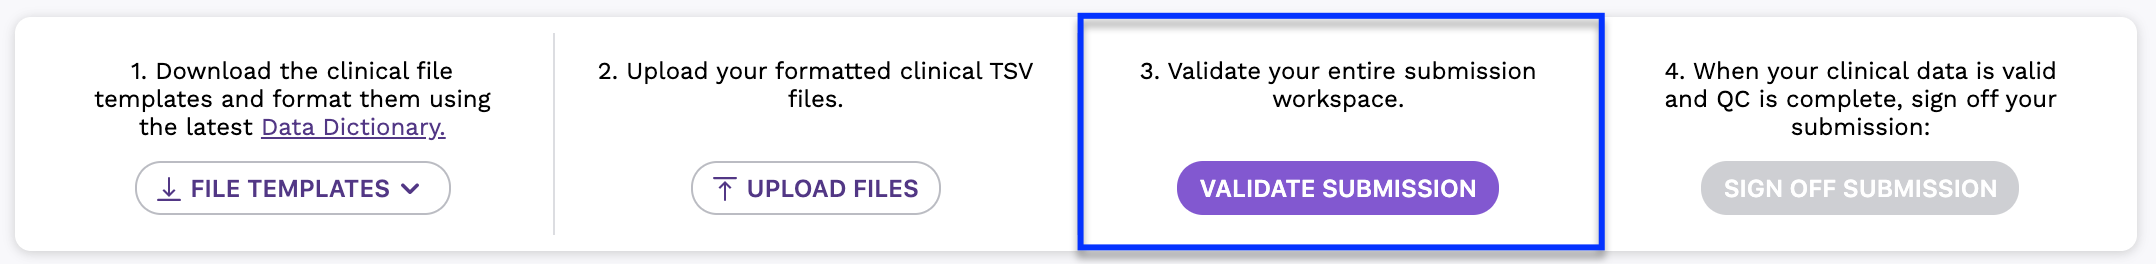 1. Download the clinical file
templates and format them using
the latest Data Dictionary.
FILE TEMPLATES
2. Upload your formatted clinical TSV
files.
UPLOAD FILES
3. Validate your entire submission
workspace.
VALIDATE SUBMISSION
4. When your clinical data is valid
and QC is complete, sign off your
submission:
SIGN OFF SUBMISSION